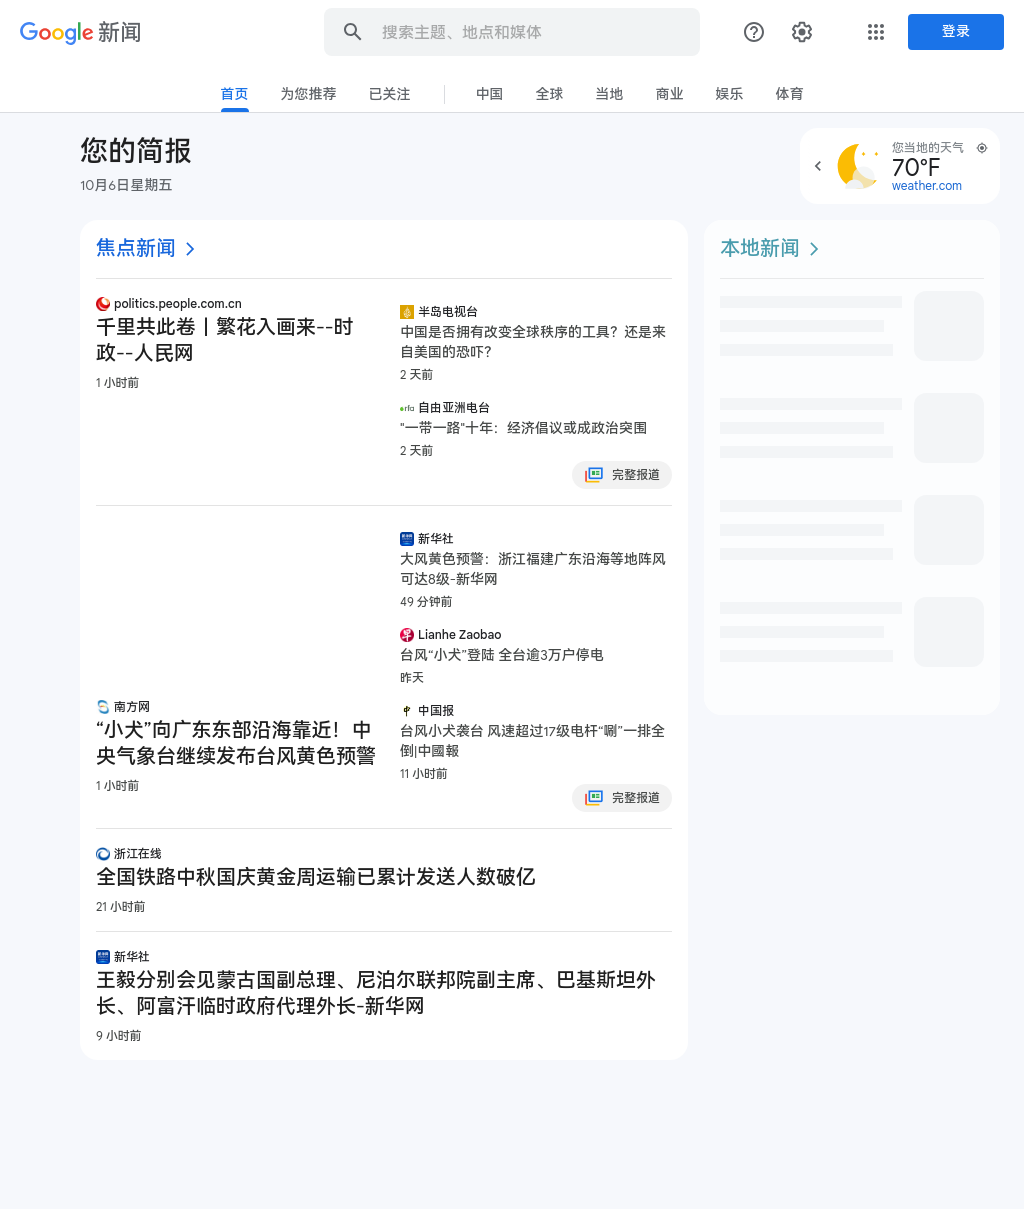 Google 新闻
搜索主题、地点和媒体
登录
首页
为您推荐
已关注
中国
全球
当地
商业
娱乐
体育
您的简报
10月6日星期五
您当地的天气
70°F
weather.com
焦点新闻
politics.people.com.cn
千里共此卷丨繁花入画来--时
政--人民网
1 小时前
半岛电视台
中国是否拥有改变全球秩序的工具？还是来
自美国的恐吓？
2 天前
rfa 自由亚洲电台
"一带一路"十年：经济倡议或成政治突围
2 天前
完整报道
南方网
“小犬”向广东东部沿海靠近！中
央气象台继续发布台风黄色预警
1 小时前
新华社
大风黄色预警：浙江福建广东沿海等地阵风
可达8级-新华网
49 分钟前
Lianhe Zaobao
台风“小犬”登陆 全台逾3万户停电
昨天
中国报
台风小犬袭台 风速超过17级电杆“唰”一排全
倒|中國報
11 小时前
完整报道
浙江在线
全国铁路中秋国庆黄金周运输已累计发送人数破亿
21 小时前
新华社
王毅分别会见蒙古国副总理、尼泊尔联邦院副主席、巴基斯坦外
长、阿富汗临时政府代理外长-新华网
9 小时前
本地新闻